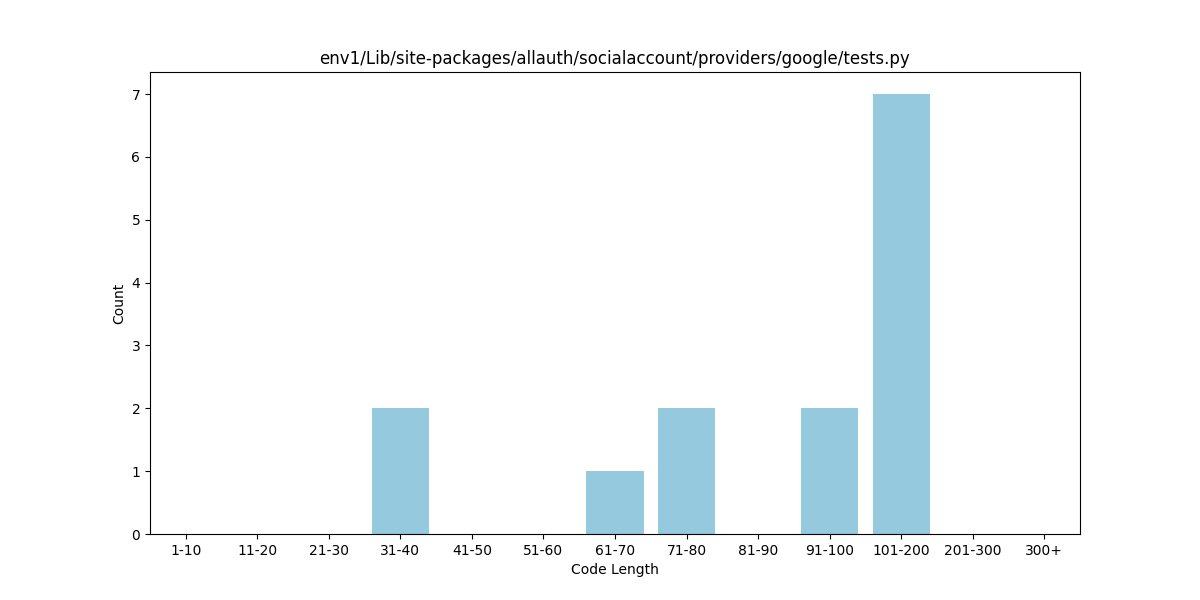 env1/Lib/site-packages/allauth/socialaccount/providers/google/tests.py
7
6
5
4
3
2
1
0
Count
1-10 11-20 21-30 31-40 41-50 51-60 61-70 71-80 81-90 91-100 101-200 201-300 300+
Code Length